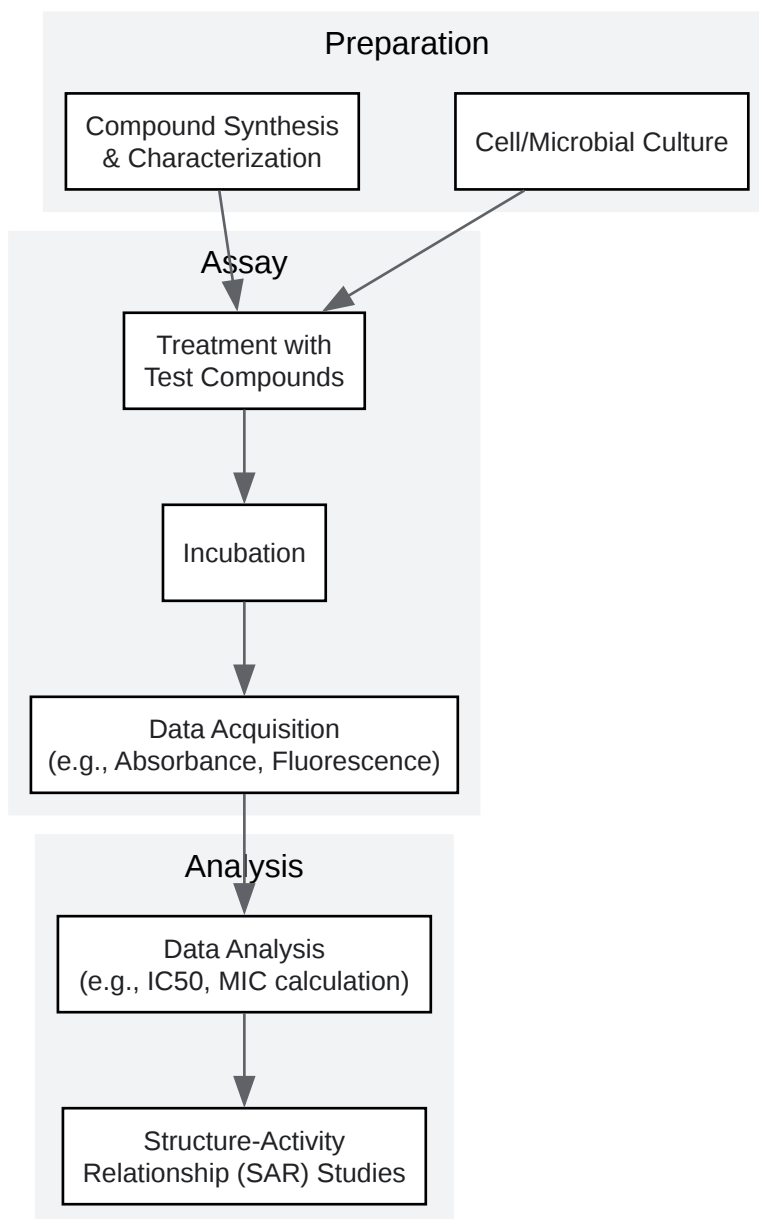 Preparation
Compound Synthesis
& Characterization
Cell/Microbial Culture
Assay
Treatment with
Test Compounds
Incubation
Data Acquisition
(e.g., Absorbance, Fluorescence)
Analysis
Data Analysis
(e.g., IC50, MIC calculation)
Structure-Activity
Relationship (SAR) Studies